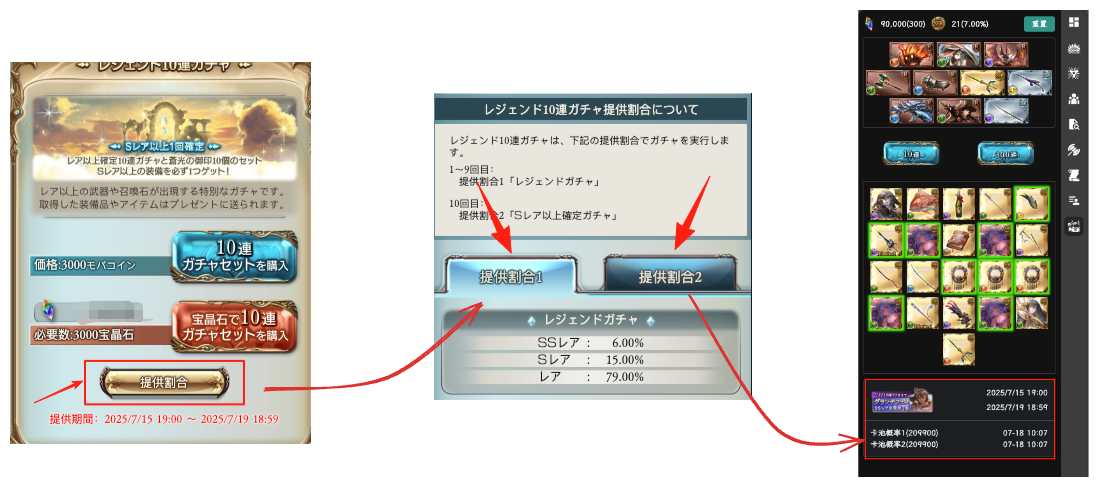 レジェンド10連ガチャ
Sレア以上1回確定
レア以上確定10連ガチャと蒼光の御印10個のセット
Sレア以上の装備を必ず1つゲット!
レア以上の武器や召喚石が出現する特別なガチャです。
取得した装備品やアイテムはプレゼントに送られます。
価格:3000モバコイン
10連
ガチャセットを購入
必要数:3000宝晶石
宝晶石で10連
ガチャセットを購入
提供割合
提供期間: 2025/7/15 19:00 ~ 2025/7/19 18:59
レジェンド10連ガチャ提供割合について
レジェンド10連ガチャは、下記の提供割合でガチャを実行しま
す。
1~9回目:
提供割合1「レジェンドガチャ」
10回目:
提供割合2「Sレア以上確定ガチャ」
提供割合1
提供割合2
レジェンドガチャ
SSレア : 6.00%
Sレア : 15.00%
レア : 79.00%
90,000(300)
21(7.00%)
重置
10连
300连
2025/7/15 19:00
2025/7/19 18:59
卡池概率1(209900) 07-18 10:07
卡池概率2(209900) 07-18 10:07